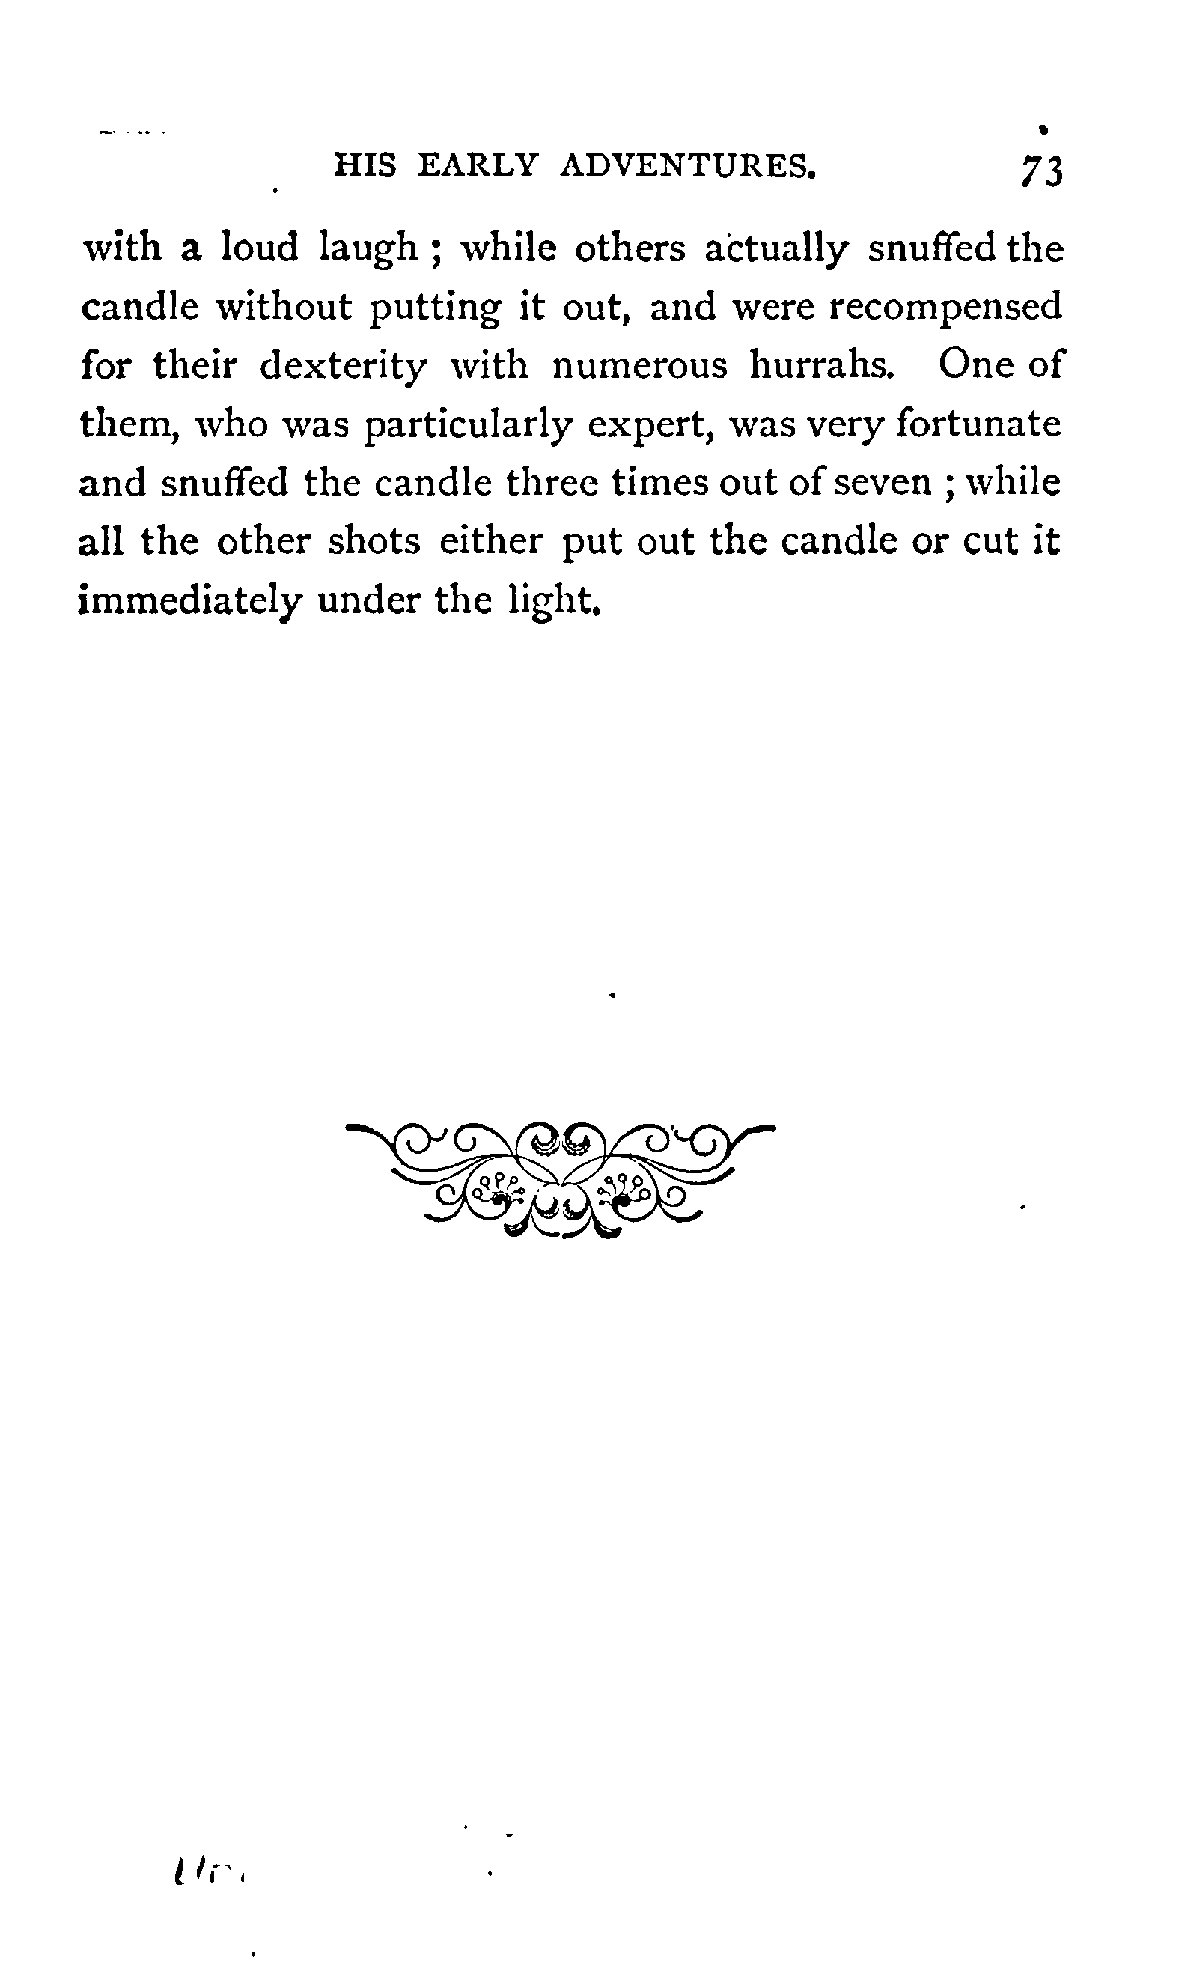 HIS EARLY ADVENTURES. 73
with a loud laugh ; while others actually snuffed the
candle without putting it out, and were recompensed
for their dexterity with numerous hurrahs. One of
them, who was particularly expert, was very fortunate
and snuffed the candle three times out of seven ; while
all the other shots either put out the candle or cut it
immediately under the light.